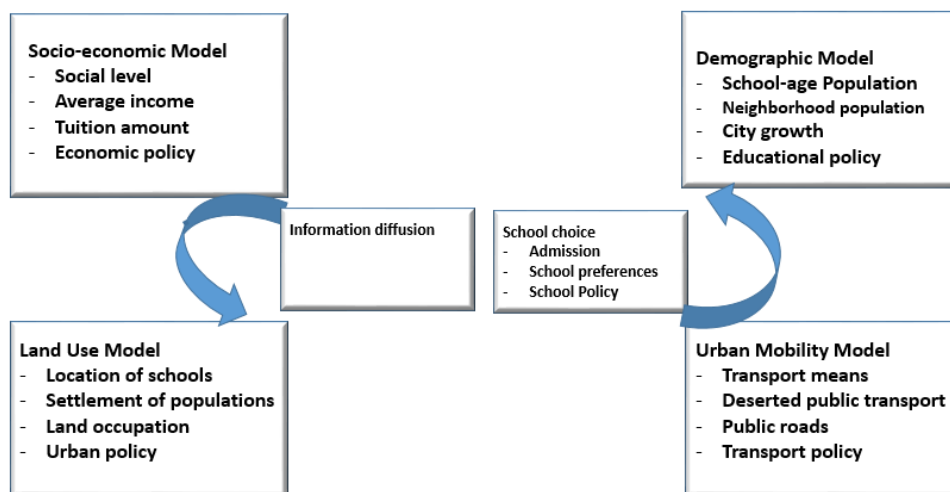 Socio-economic Model
- Social level
- Average income
- Tuition amount
- Economic policy
Demographic Model
- School-age Population
- Neighborhood population
- City growth
- Educational policy
Information diffusion
School choice
- Admission
- School preferences
- School Policy
Land Use Model
- Location of schools
- Settlement of populations
- Land occupation
- Urban policy
Urban Mobility Model
- Transport means
- Deserted public transport
- Public roads
- Transport policy